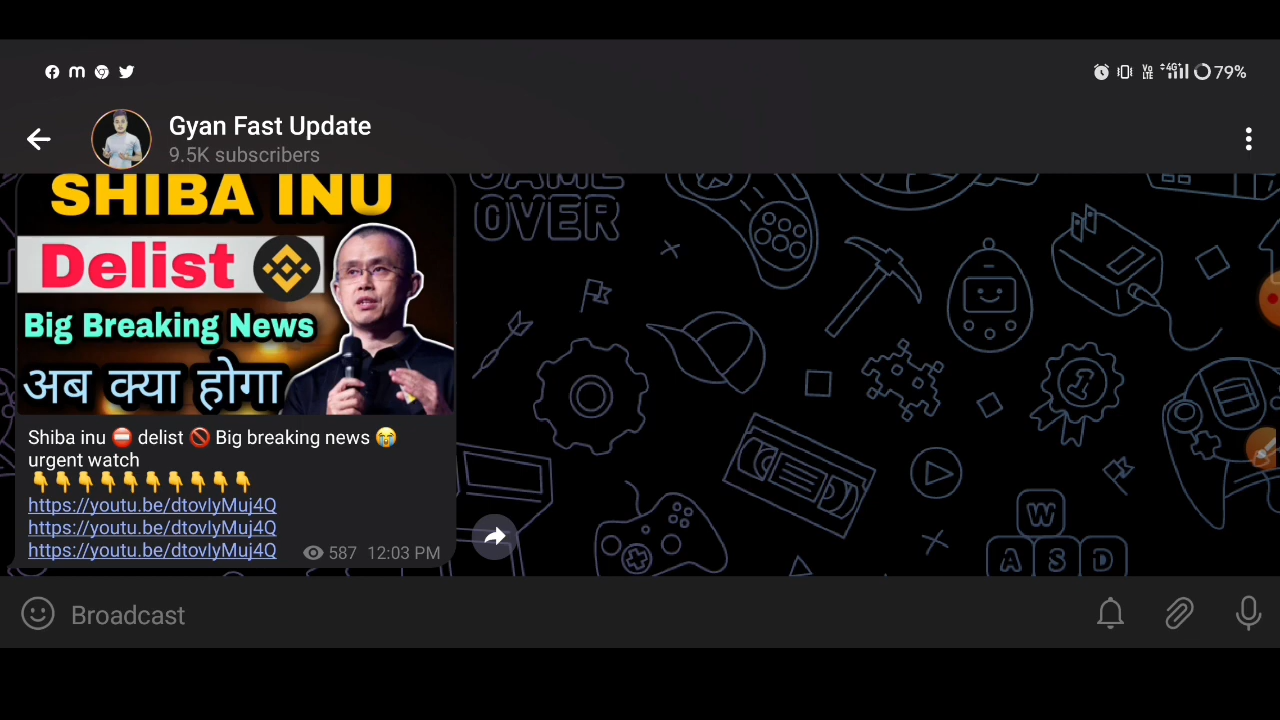 79%
Gyan Fast Update
9.5K subscribers
GAME
OVER
SHIBA INU
Delist
Big Breaking News
अब क्या होगा
Shiba inu ⛔ delist 🚫 Big breaking news 😭
urgent watch
👇👇👇👇👇👇👇👇👇👇
https://youtu.be/dtovlyMuj4Q
https://youtu.be/dtovlyMuj4Q
https://youtu.be/dtovlyMuj4Q
587 12:03 PM
W
A S D
Broadcast